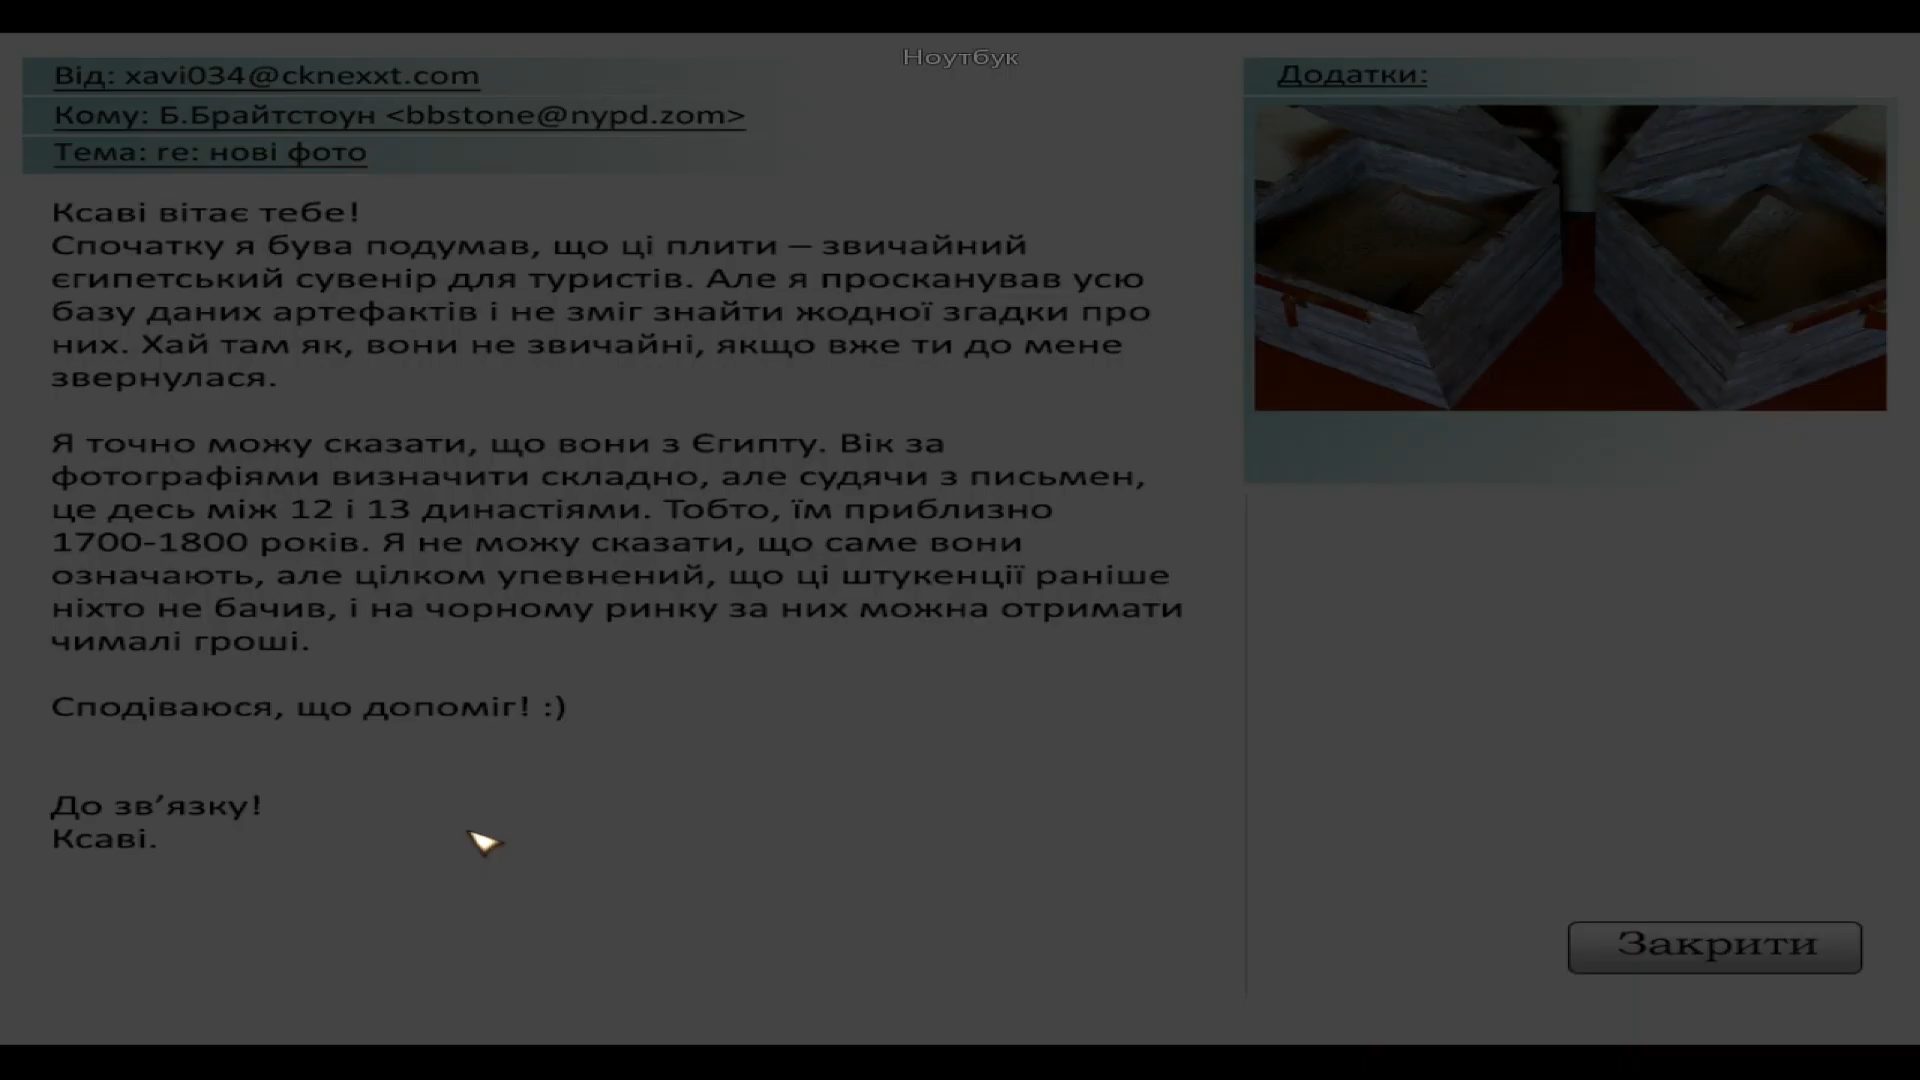 Ноутбук
Від: xavi034@cknexxt.com
Кому: Б.Брайтстоун <bbstone@nypd.zom>
Тема: re: нові фото
Ксаві вітає тебе!
Спочатку я бува подумав, що ці плити – звичайний
єгипетський сувенір для туристів. Але я просканував усю
базу даних артефактів і не зміг знайти жодної згадки про
них. Хай там як, вони не звичайні, якщо вже ти до мене
звернулася.
Я точно можу сказати, що вони з Єгипту. Вік за
фотографіями визначити складно, але судячи з письмен,
це десь між 12 і 13 династіями. Тобто, їм приблизно
1700-1800 років. Я не можу сказати, що саме вони
означають, але цілком упевнений, що ці штукенції раніше
ніхто не бачив, і на чорному ринку за них можна отримати
чималі гроші.
Сподіваюся, що допоміг! :)
До зв’язку!
Ксаві.
Додатки:
Закрити